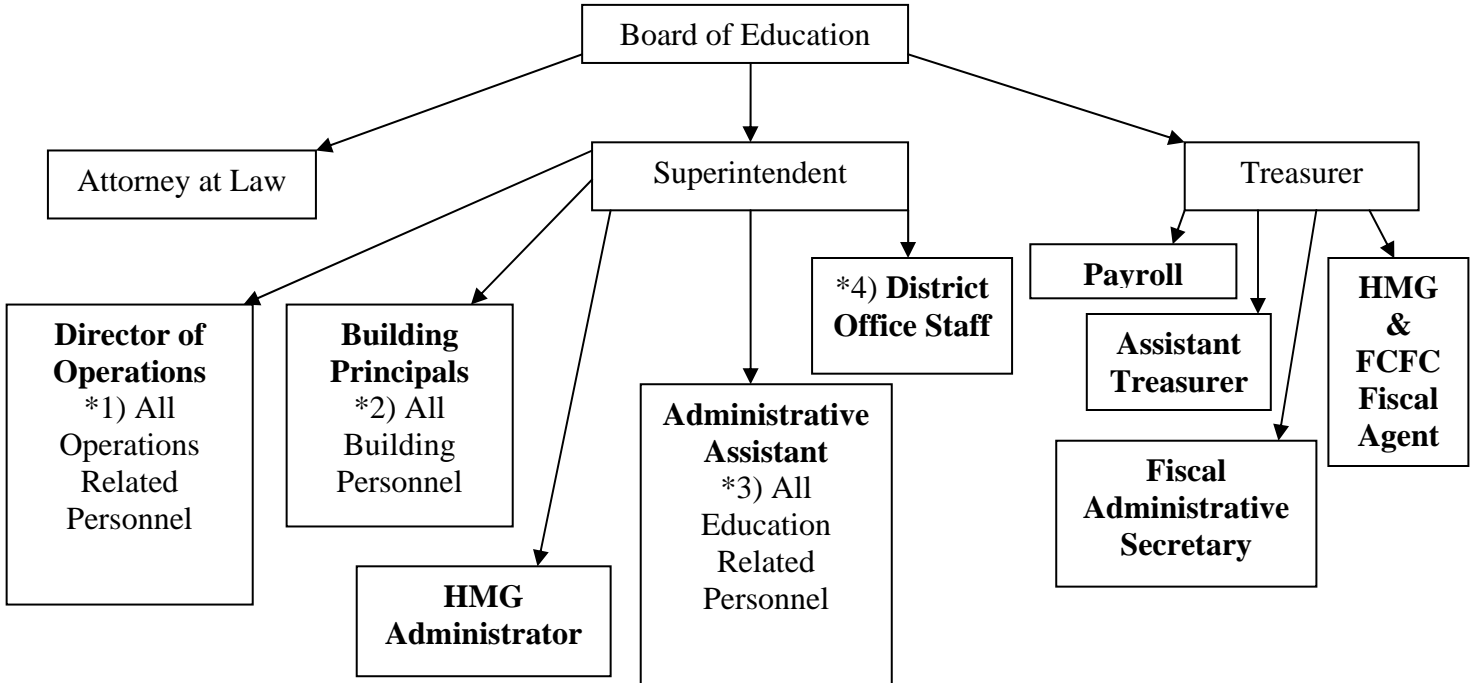 Board of Education
Attorney at Law
Superintendent
Treasurer
Director of
Operations
*1) All
Operations
Related
Personnel
Building
Principals
*2) All
Building
Personnel
HMG
Administrator
Administrative
Assistant
*3) All
Education
Related
Personnel
*4) District
Office Staff
Payroll
Assistant
Treasurer
Fiscal
Administrative
Secretary
HMG
&
FCFC
Fiscal
Agent